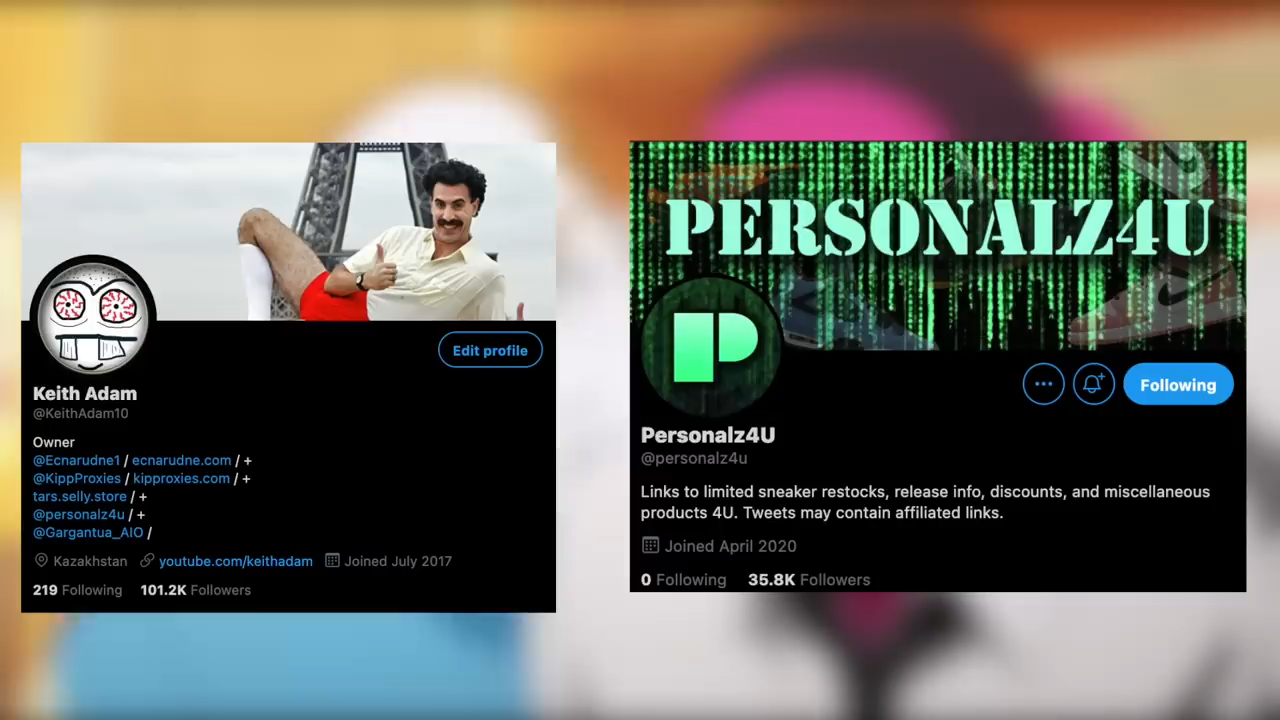 Edit profile
Keith Adam
@KeithAdam10
Owner
@Ecnarudne1 / ecnarudne.com / +
@KippProxies / kipproxies.com / +
tars.selly.store / +
@personalz4u / +
@Gargantua_AIO /
Kazakhstan youtube.com/keithadam Joined July 2017
219 Following 101.2K Followers
PERSONALZ4U
P
Following
Personalz4U
@personalz4u
Links to limited sneaker restocks, release info, discounts, and miscellaneous
products 4U. Tweets may contain affiliated links.
Joined April 2020
0 Following 35.8K Followers